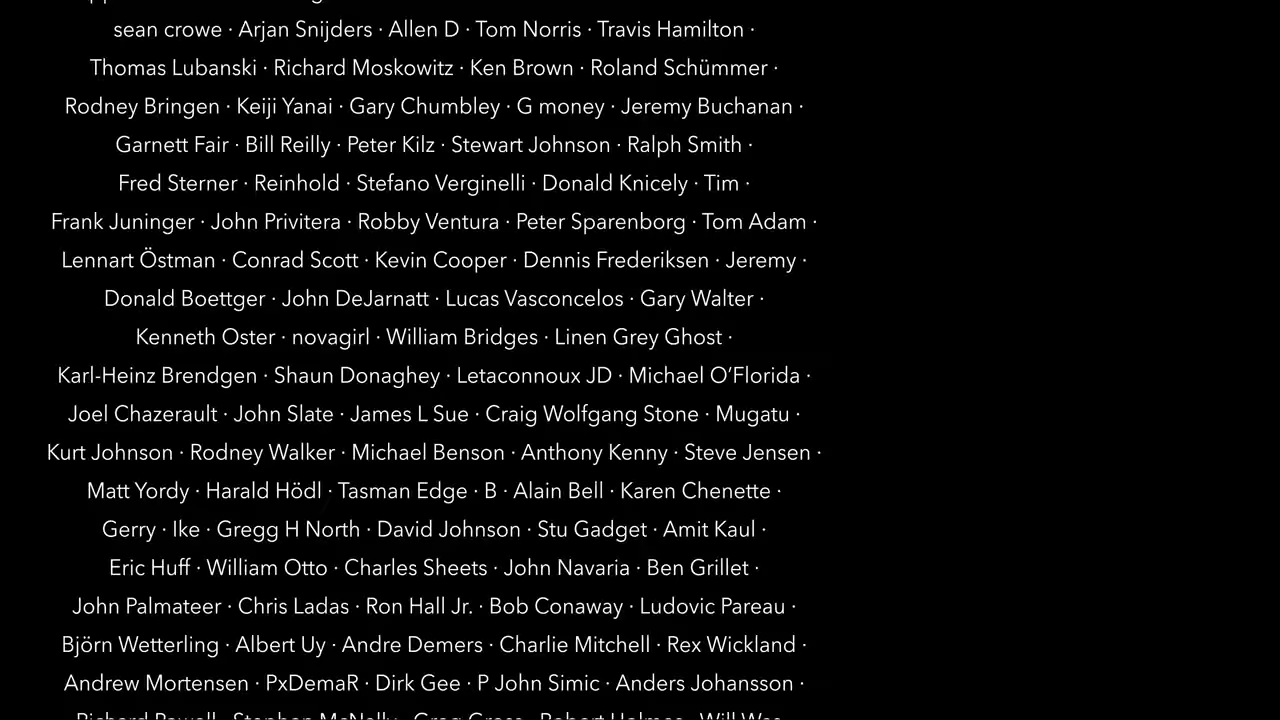 sean crowe · Arjan Snijders · Allen D · Tom Norris · Travis Hamilton ·
Thomas Lubanski · Richard Moskowitz · Ken Brown · Roland Schümmer ·
Rodney Bringen · Keiji Yanai · Gary Chumbley · G money · Jeremy Buchanan ·
Garnett Fair · Bill Reilly · Peter Kilz · Stewart Johnson · Ralph Smith ·
Fred Sterner · Reinhold · Stefano Verginelli · Donald Knicely · Tim ·
Frank Juninger · John Privitera · Robby Ventura · Peter Sparenborg · Tom Adam ·
Lennart Östman · Conrad Scott · Kevin Cooper · Dennis Frederiksen · Jeremy ·
Donald Boettger · John DeJarnatt · Lucas Vasconcelos · Gary Walter ·
Kenneth Oster · novagirl · William Bridges · Linen Grey Ghost ·
Karl-Heinz Brendgen · Shaun Donaghey · Letaconnoux JD · Michael O’Florida ·
Joel Chazerault · John Slate · James L Sue · Craig Wolfgang Stone · Mugatu ·
Kurt Johnson · Rodney Walker · Michael Benson · Anthony Kenny · Steve Jensen ·
Matt Yordy · Harald Hödl · Tasman Edge · B · Alain Bell · Karen Chenette ·
Gerry · Ike · Gregg H North · David Johnson · Stu Gadget · Amit Kaul ·
Eric Huff · William Otto · Charles Sheets · John Navaria · Ben Grillet ·
John Palmateer · Chris Ladas · Ron Hall Jr. · Bob Conaway · Ludovic Pareau ·
Björn Wetterling · Albert Uy · Andre Demers · Charlie Mitchell · Rex Wickland ·
Andrew Mortensen · PxDemaR · Dirk Gee · P John Simic · Anders Johansson ·